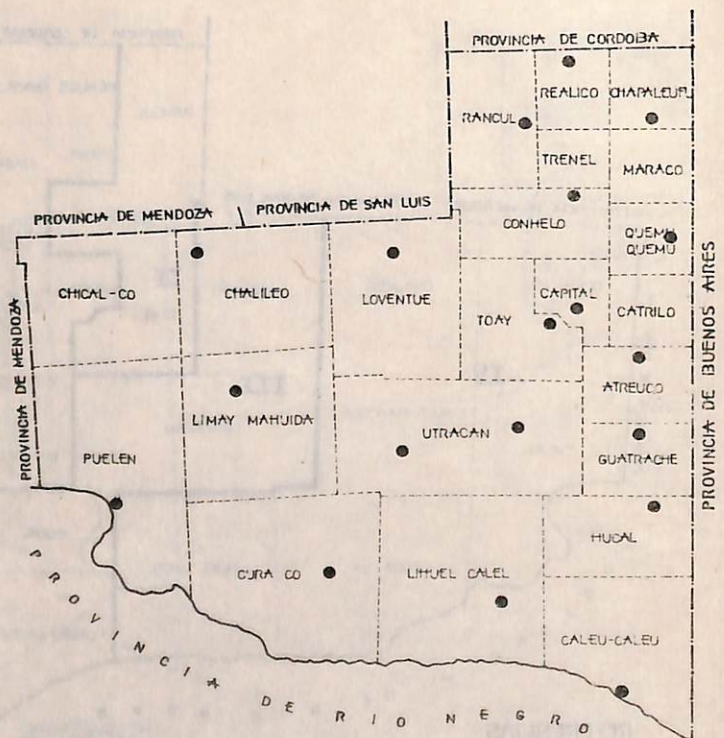 PROVINCIA DE CORDOBA
REALICO
CHAPALEUFU
RANCUL
TRENEL
MARACO
PROVINCIA DE MENDOZA
PROVINCIA DE SAN LUIS
CONHELO
QUEMU
QUEMU
CHICAL-CO
CHALILEO
LOVENTUE
CAPITAL
TOAY
CATRILO
PROVINCIA DE MENDOZA
PROVINCIA DE BUENOS AIRES
ATREUCO
LIMAY MAHUIDA
UTRACAN
PUELEN
GUATRACHE
HUCAL
CURA CO
LIHUEL CALEL
CALEU-CALEU
PROVINCIA DE RIO NEGRO